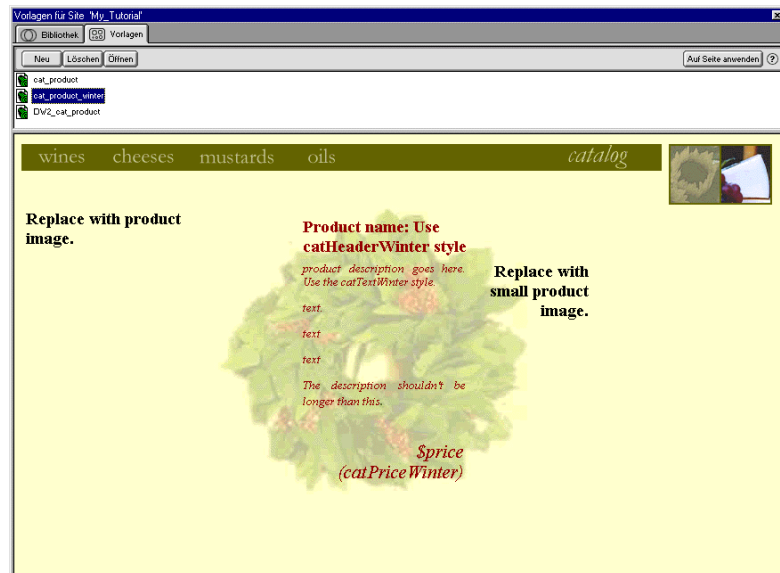 Vorlagen für Site 'My_Tutorial'
Bibliothek Vorlagen
Neu Löschen Öffnen Auf Seite anwenden ?
cat_product
cat_product_winter
DW2_cat_product
wines cheeses mustards oils catalog
Replace with product
image.
Product name: Use
catHeaderWinter style
product description goes here.
Use the catTextWinter style.
text.
text
text
The description shouldn't be
longer than this.
$price
(catPriceWinter)
Replace with
small product
image.